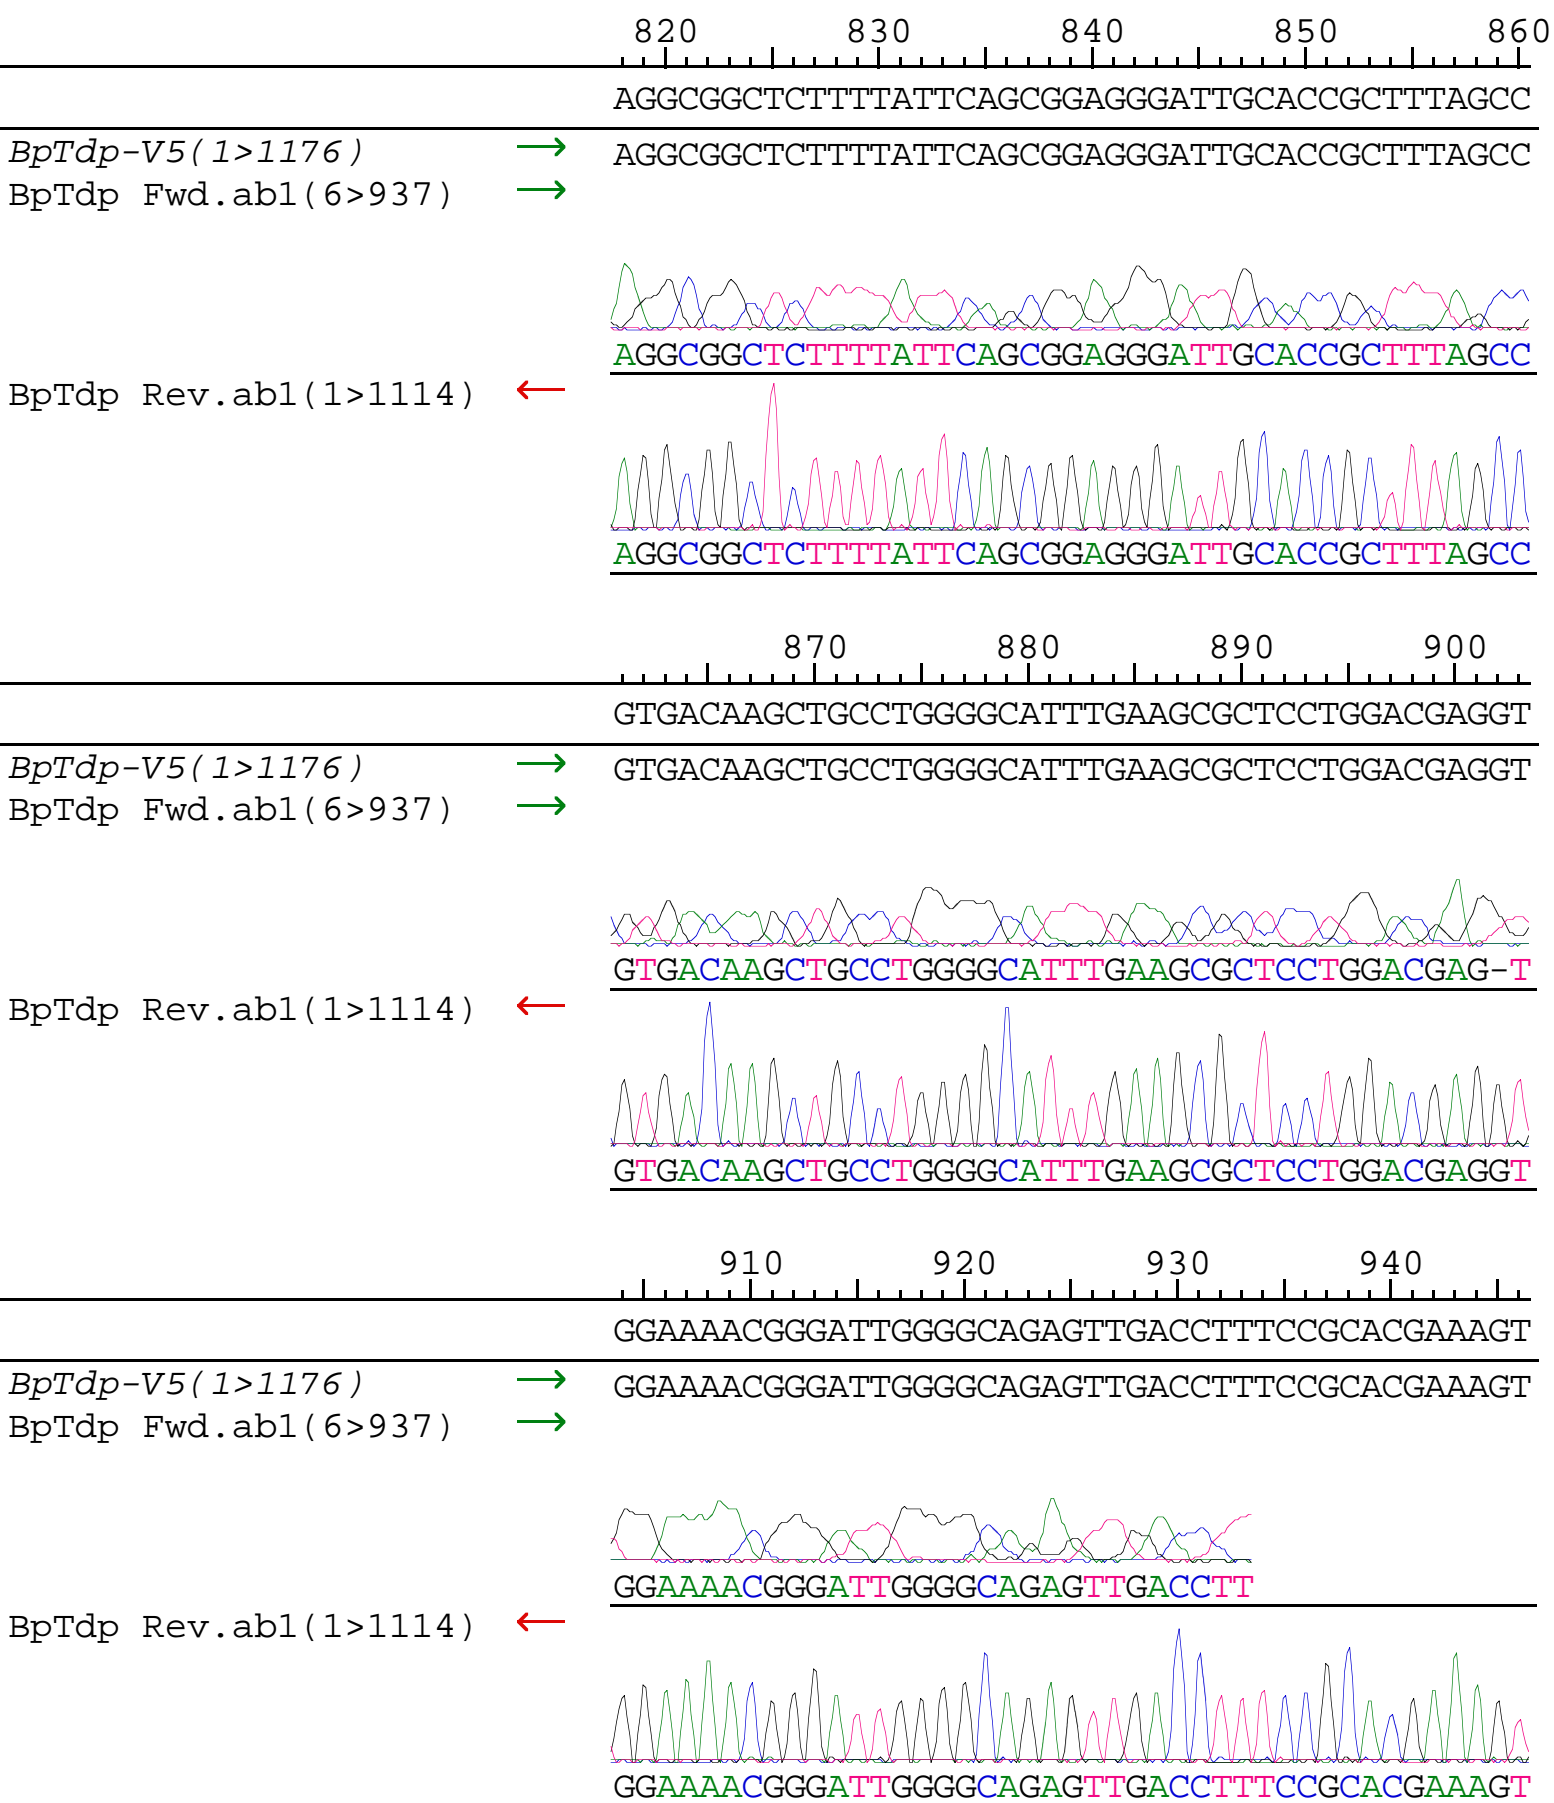 820 830 840 850 860
AGGCGGCTCTTTTATTCAGCGGAGGGATTGCACCGCTTTAGCC
BpTdp-V5(1>1176) → AGGCGGCTCTTTTATTCAGCGGAGGGATTGCACCGCTTTAGCC
BpTdp Fwd.ab1(6>937) →
AGGCGGCTCTTTTATTCAGCGGAGGGATTGCACCGCTTTAGCC
BpTdp Rev.ab1(1>1114) ←
AGGCGGCTCTTTTATTCAGCGGAGGGATTGCACCGCTTTAGCC
870 880 890 900
GTGACAAGCTGCCTGGGGCATTTGAAGCGCTCCTGGACGAGGT
BpTdp-V5(1>1176) → GTGACAAGCTGCCTGGGGCATTTGAAGCGCTCCTGGACGAGGT
BpTdp Fwd.ab1(6>937) →
GTGACAAGCTGCCTGGGGCATTTGAAGCGCTCCTGGACGAG-T
BpTdp Rev.ab1(1>1114) ←
GTGACAAGCTGCCTGGGGCATTTGAAGCGCTCCTGGACGAGGT
910 920 930 940
GGAAAACGGGATTGGGGCAGAGTTGACCTTTCCGCACGAAAGT
BpTdp-V5(1>1176) → GGAAAACGGGATTGGGGCAGAGTTGACCTTTCCGCACGAAAGT
BpTdp Fwd.ab1(6>937) →
GGAAAACGGGATTGGGGCAGAGTTGACCTT
BpTdp Rev.ab1(1>1114) ←
GGAAAACGGGATTGGGGCAGAGTTGACCTTTCCGCACGAAAGT